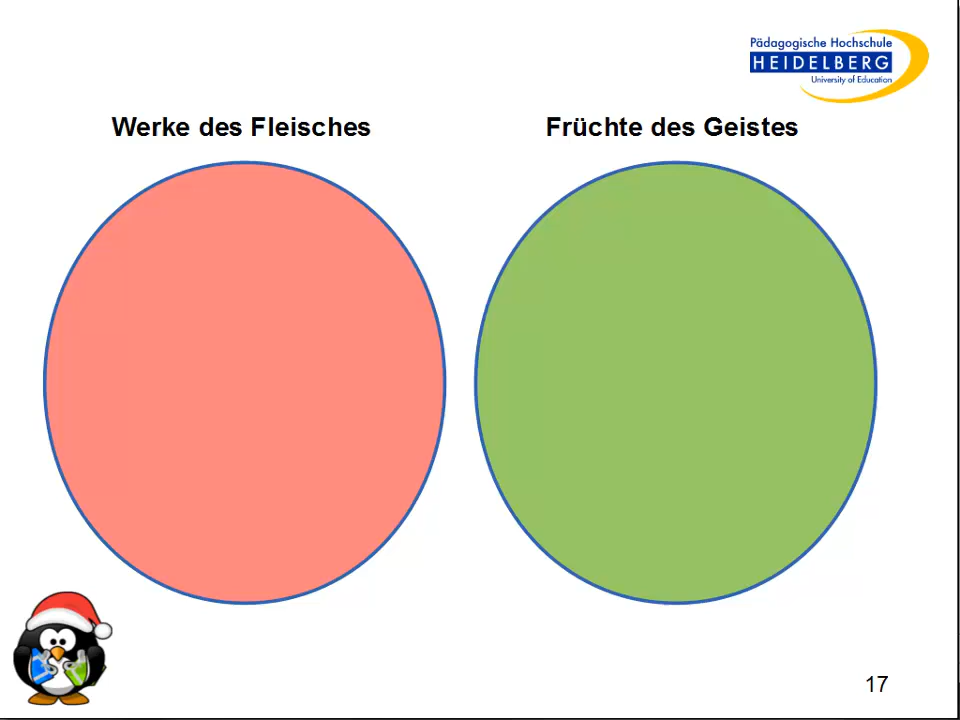 Pädagogische Hochschule
HEIDELBERG
University of Education
Werke des Fleisches
Früchte des Geistes
17